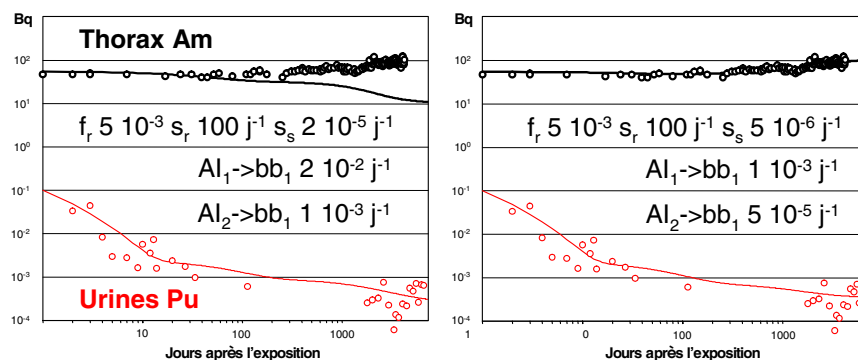 Bq
Thorax Am
10²
10¹
10⁰
10⁻¹
10⁻²
10⁻³
10⁻⁴
f_r 5 10⁻³ s_r 100 j⁻¹ s_s 2 10⁻⁵ j⁻¹
Al₁->bb₁ 2 10⁻² j⁻¹
Al₂->bb₁ 1 10⁻³ j⁻¹
Urines Pu
10 100 1000
Jours après l'exposition
Bq
10²
10¹
10⁰
10⁻¹
10⁻²
10⁻³
10⁻⁴
f_r 5 10⁻³ s_r 100 j⁻¹ s_s 5 10⁻⁶ j⁻¹
Al₁->bb₁ 1 10⁻³ j⁻¹
Al₂->bb₁ 5 10⁻⁵ j⁻¹
1 0 100 1000
Jours après l'exposition